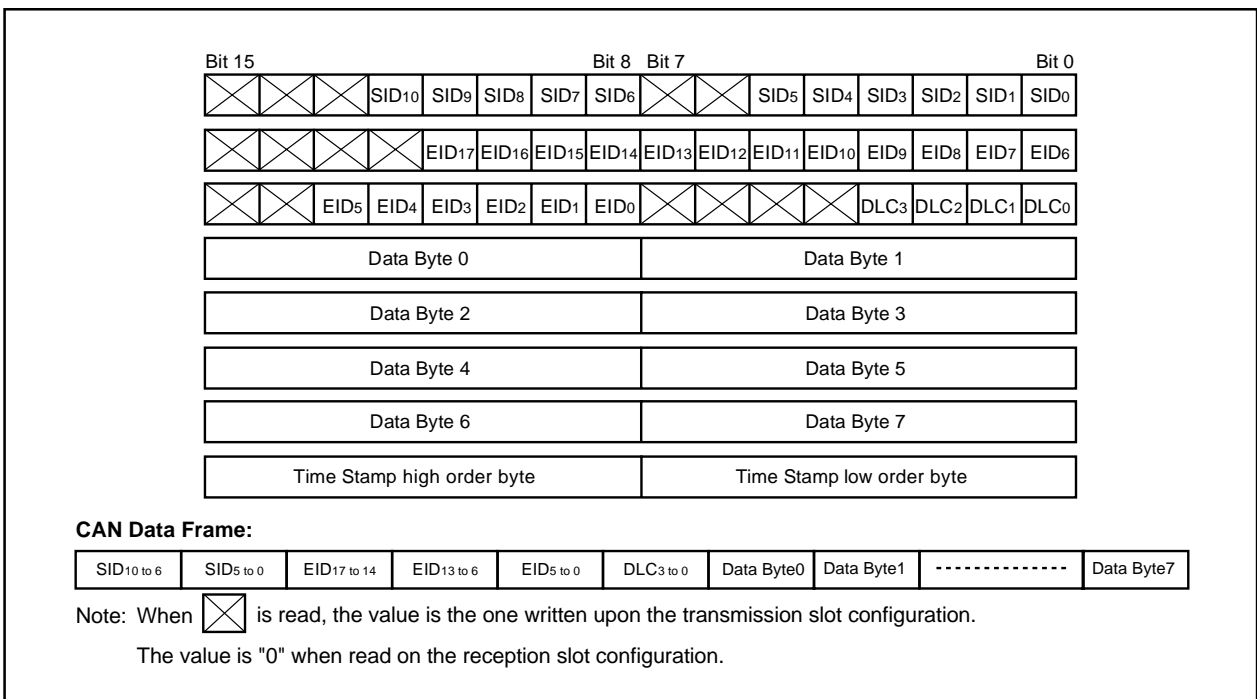 Bit 15 Bit 8 Bit 7 Bit 0
SID10 SID9 SID8 SID7 SID6 SID5 SID4 SID3 SID2 SID1 SID0
EID17 EID16 EID15 EID14 EID13 EID12 EID11 EID10 EID9 EID8 EID7 EID6
EID5 EID4 EID3 EID2 EID1 EID0 DLC3 DLC2 DLC1 DLC0
Data Byte 0 Data Byte 1
Data Byte 2 Data Byte 3
Data Byte 4 Data Byte 5
Data Byte 6 Data Byte 7
Time Stamp high order byte Time Stamp low order byte
CAN Data Frame:
SID10 to 6 SID5 to 0 EID17 to 14 EID13 to 6 EID5 to 0 DLC3 to 0 Data Byte0 Data Byte1 Data Byte7
Note: When is read, the value is the one written upon the transmission slot configuration.
The value is "0" when read on the reception slot configuration.